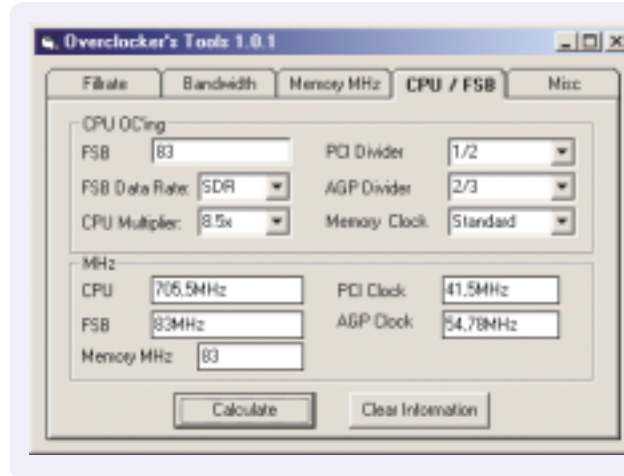 Overclocker's Tools 1.0.1
Fillrate Bandwidth Memory MHz CPU / FSB Misc
CPU OC'ing
FSB 83 PCI Divider 1/2
FSB Data Rate: SDR AGP Divider 2/3
CPU Multiplier: 8.5x Memory Clock Standard
MHz
CPU 705,5MHz PCI Clock 41,5MHz
FSB 83MHz AGP Clock 54,78MHz
Memory MHz 83
Calculate Clear Information